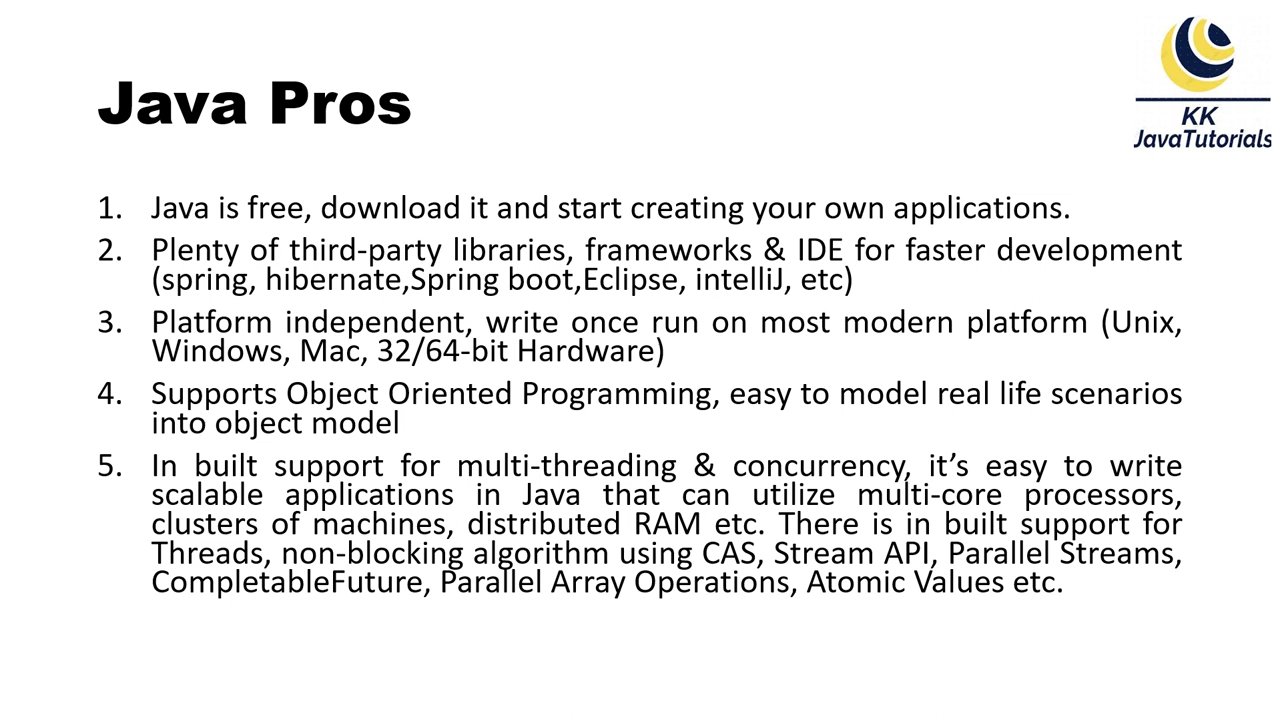 Java Pros
KK
JavaTutorials
1. Java is free, download it and start creating your own applications.
2. Plenty of third-party libraries, frameworks & IDE for faster development
(spring, hibernate,Spring boot,Eclipse, intelliJ, etc)
3. Platform independent, write once run on most modern platform (Unix,
Windows, Mac, 32/64-bit Hardware)
4. Supports Object Oriented Programming, easy to model real life scenarios
into object model
5. In built support for multi-threading & concurrency, it’s easy to write
scalable applications in Java that can utilize multi-core processors,
clusters of machines, distributed RAM etc. There is in built support for
Threads, non-blocking algorithm using CAS, Stream API, Parallel Streams,
CompletableFuture, Parallel Array Operations, Atomic Values etc.